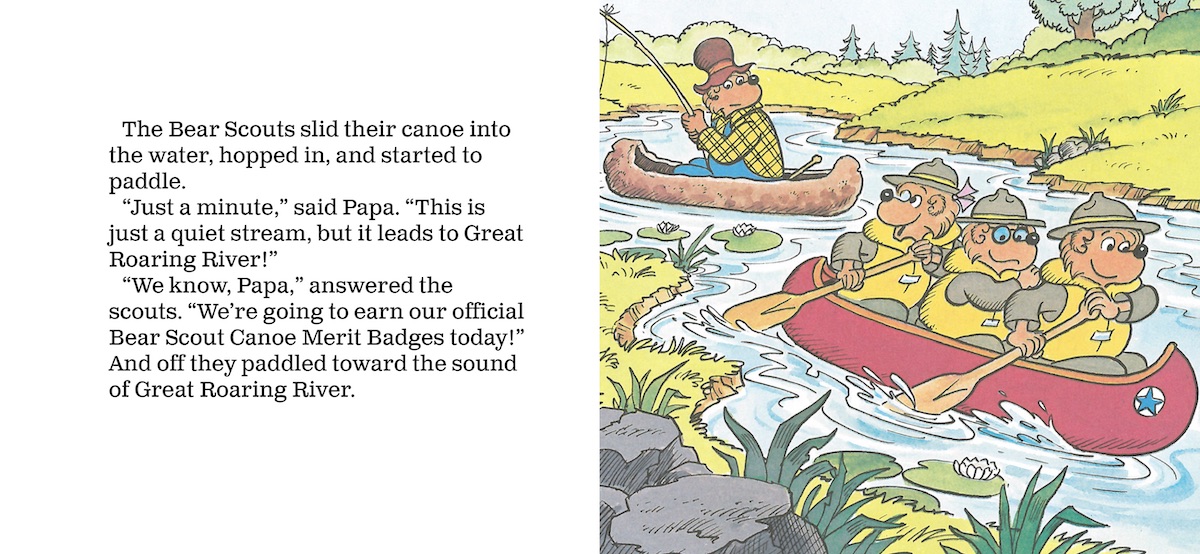 The Bear Scouts slid their canoe into
the water, hopped in, and started to
paddle.
“Just a minute,” said Papa. “This is
just a quiet stream, but it leads to Great
Roaring River!”
“We know, Papa,” answered the
scouts. “We’re going to earn our official
Bear Scout Canoe Merit Badges today!”
And off they paddled toward the sound
of Great Roaring River.